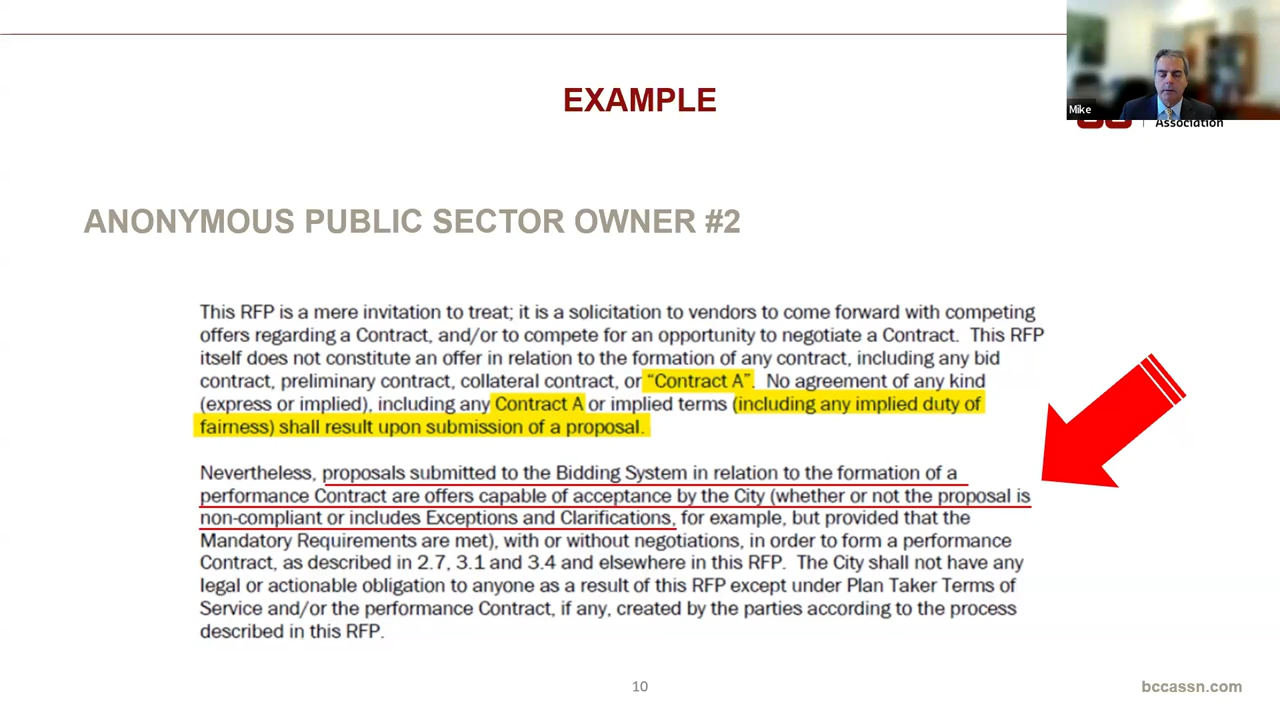 EXAMPLE
Mike
Association
ANONYMOUS PUBLIC SECTOR OWNER #2
This RFP is a mere invitation to treat; it is a solicitation to vendors to come forward with competing
offers regarding a Contract, and/or to compete for an opportunity to negotiate a Contract. This RFP
itself does not constitute an offer in relation to the formation of any contract, including any bid
contract, preliminary contract, collateral contract, or “Contract A”. No agreement of any kind
(express or implied), including any Contract A or implied terms (including any implied duty of
fairness) shall result upon submission of a proposal.
Nevertheless, proposals submitted to the Bidding System in relation to the formation of a
performance Contract are offers capable of acceptance by the City (whether or not the proposal is
non-compliant or includes Exceptions and Clarifications, for example, but provided that the
Mandatory Requirements are met), with or without negotiations, in order to form a performance
Contract, as described in 2.7, 3.1 and 3.4 and elsewhere in this RFP. The City shall not have any
legal or actionable obligation to anyone as a result of this RFP except under Plan Taker Terms of
Service and/or the performance Contract, if any, created by the parties according to the process
described in this RFP.
10
bccassn.com